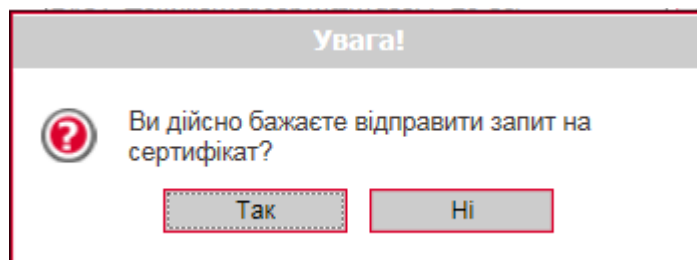 Увага!
Ви дійсно бажаєте відправити запит на
сертифікат?
Так
Ні